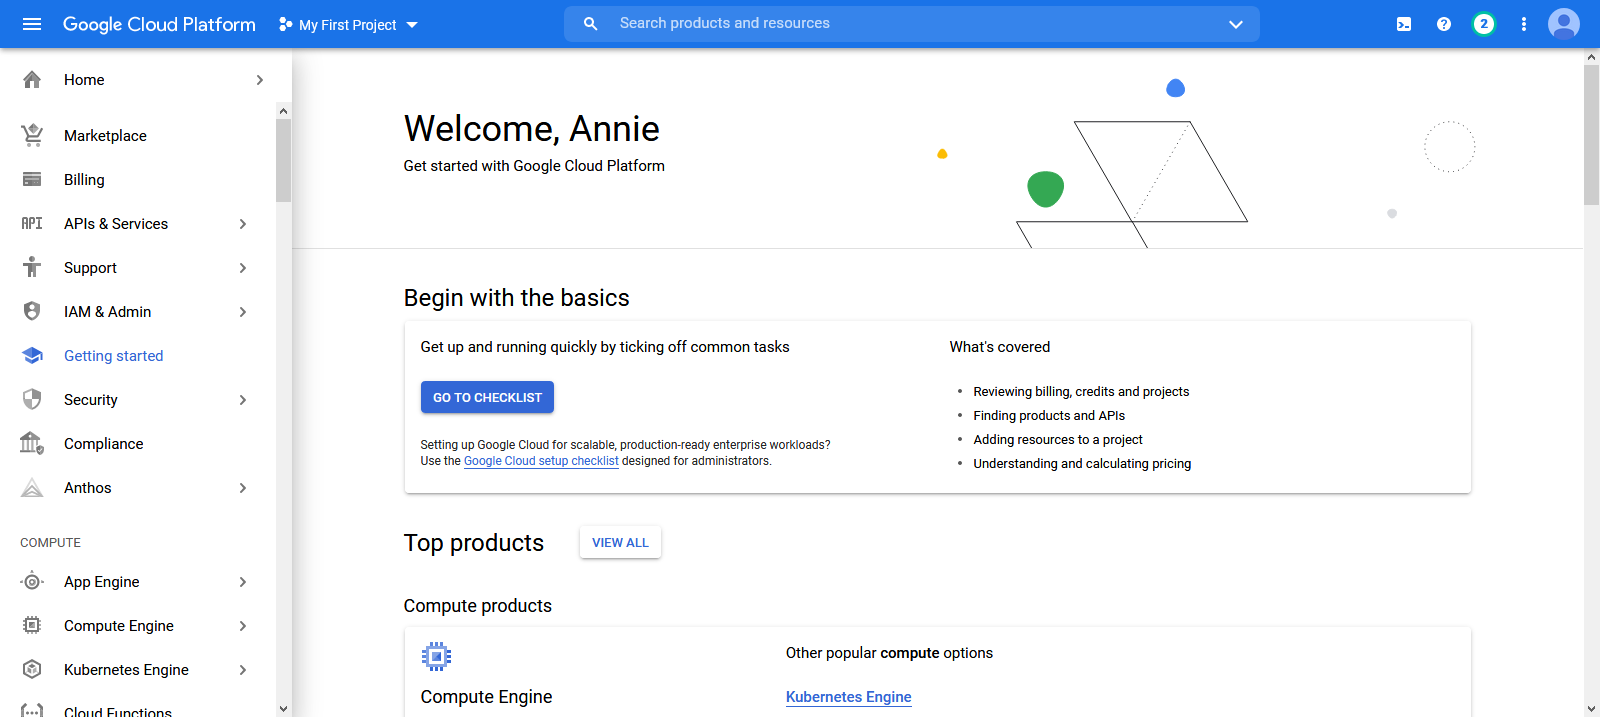 Google Cloud Platform
My First Project
Search products and resources
2
Home
Marketplace
Billing
API
APIs & Services
Support
IAM & Admin
Getting started
Security
Compliance
Anthos
COMPUTE
App Engine
Compute Engine
Kubernetes Engine
Cloud Functions
Welcome, Annie
Get started with Google Cloud Platform
Begin with the basics
Get up and running quickly by ticking off common tasks
GO TO CHECKLIST
Setting up Google Cloud for scalable, production-ready enterprise workloads?
Use the Google Cloud setup checklist designed for administrators.
What's covered
• Reviewing billing, credits and projects
• Finding products and APIs
• Adding resources to a project
• Understanding and calculating pricing
Top products
VIEW ALL
Compute products
Compute Engine
Other popular compute options
Kubernetes Engine